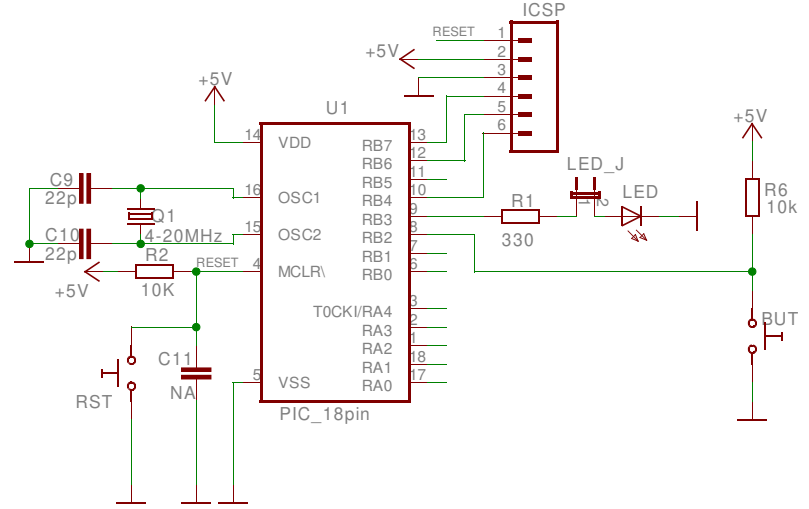 ICSP
RESET
1
+5V
2
3
4
5
6
+5V
U1
14
VDD
RB7
13
RB6
12
RB5
11
RB4
10
RB3
9
RB2
8
RB1
7
RB0
6
T0CKI/RA4
3
RA3
2
RA2
1
RA1
18
RA0
17
C9
22p
16
OSC1
Q1
4-20MHz
C10
22p
15
OSC2
R2
10K
+5V
RESET
4
MCLR\
C11
NA
RST
5
VSS
PIC_18pin
R1
330
LED_J
1
2
LED
+5V
R6
10k
BUT